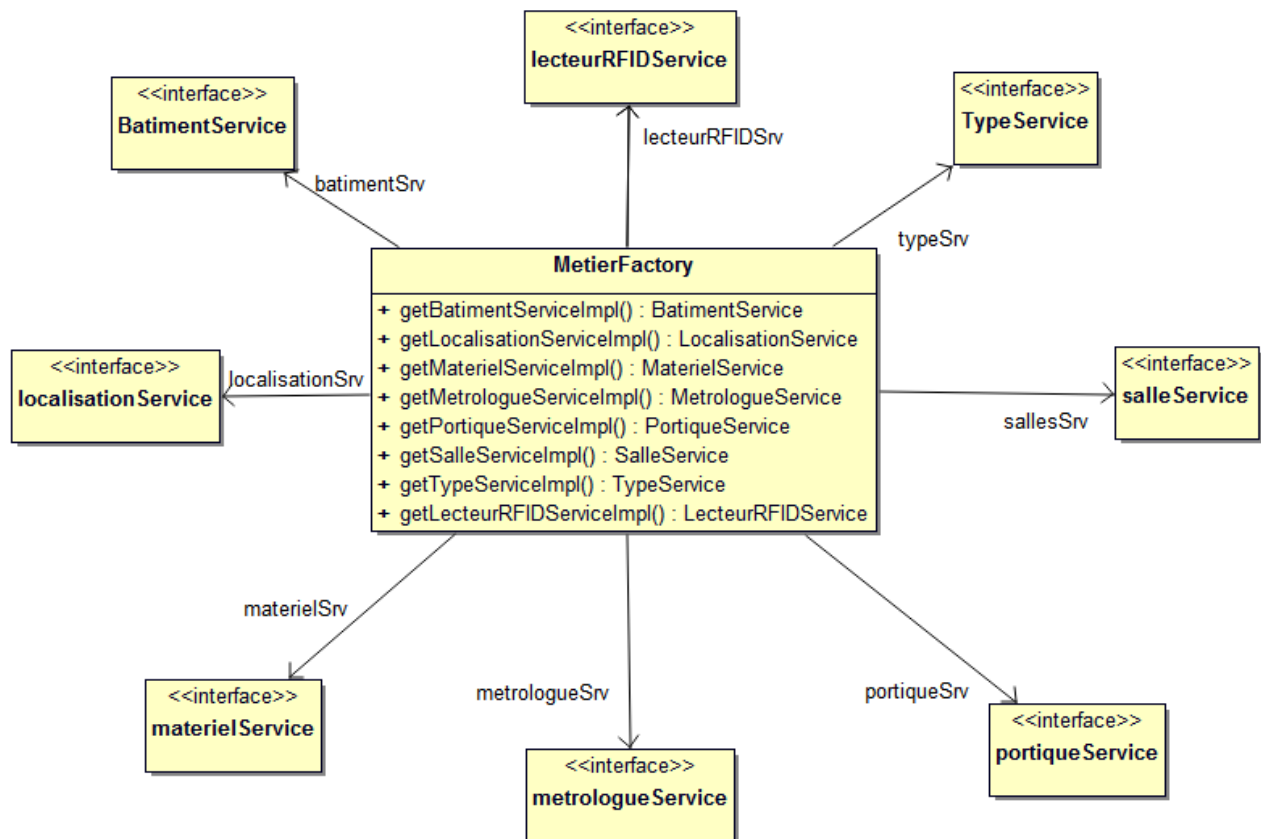 <<interface>>
lecteurRFIDService
<<interface>>
BatimentService
<<interface>>
TypeService
lecteurRFIDSrv
batimentSrv
typeSrv
MetierFactory
+ getBatimentServiceImpl() : BatimentService
+ getLocalisationServiceImpl() : LocalisationService
+ getMaterielServiceImpl() : MaterielService
+ getMetrologueServiceImpl() : MetrologueService
+ getPortiqueServiceImpl() : PortiqueService
+ getSalleServiceImpl() : SalleService
+ getTypeServiceImpl() : TypeService
+ getLecteurRFIDServiceImpl() : LecteurRFIDService
<<interface>>
localisationService
localisationSrv
<<interface>>
salleService
sallesSrv
materielSrv
metrologueSrv
portiqueSrv
<<interface>>
materielService
<<interface>>
metrologueService
<<interface>>
portiqueService